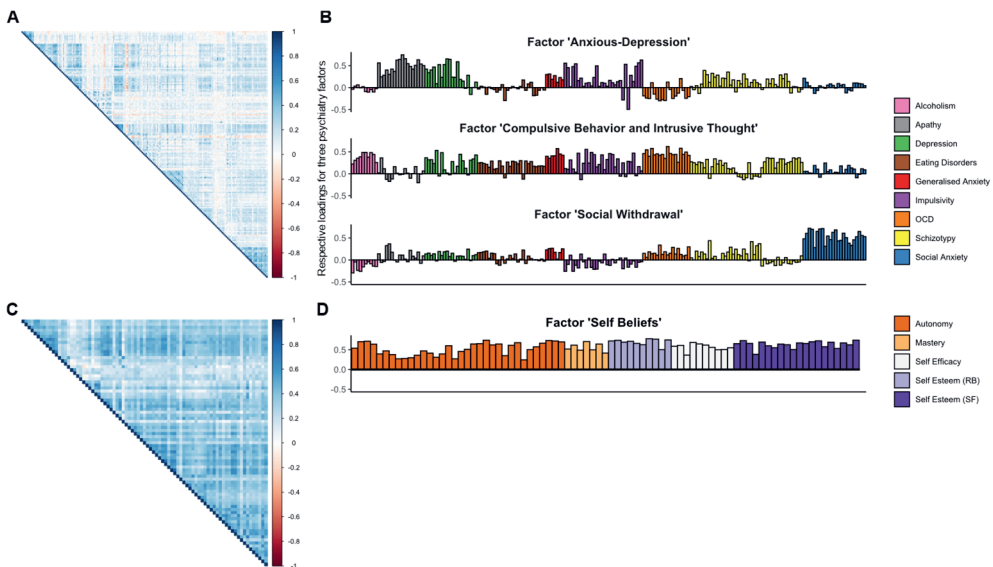 A
1
0.8
0.6
0.4
0.2
0
-0.2
-0.4
-0.6
-0.8
-1
B
Respective loadings for three psychiatry factors
Factor 'Anxious-Depression'
0.5
0.0
-0.5
Factor 'Compulsive Behavior and Intrusive Thought'
0.5
0.0
-0.5
Factor 'Social Withdrawal'
0.5
0.0
-0.5
Alcoholism
Apathy
Depression
Eating Disorders
Generalised Anxiety
Impulsivity
OCD
Schizotypy
Social Anxiety
C
1
0.8
0.6
0.4
0.2
0
-0.2
-0.4
-0.6
-0.8
-1
D
Factor 'Self Beliefs'
0.5
0.0
-0.5
Autonomy
Mastery
Self Efficacy
Self Esteem (RB)
Self Esteem (SF)